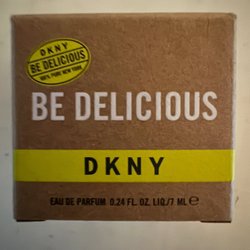 DKNY
BE DELICIOUS
100% PURE NEW YORK
BE DELICIOUS
DKNY
EAU DE PARFUM 0.24 FL. OZ. LIQ./7 ML ℮